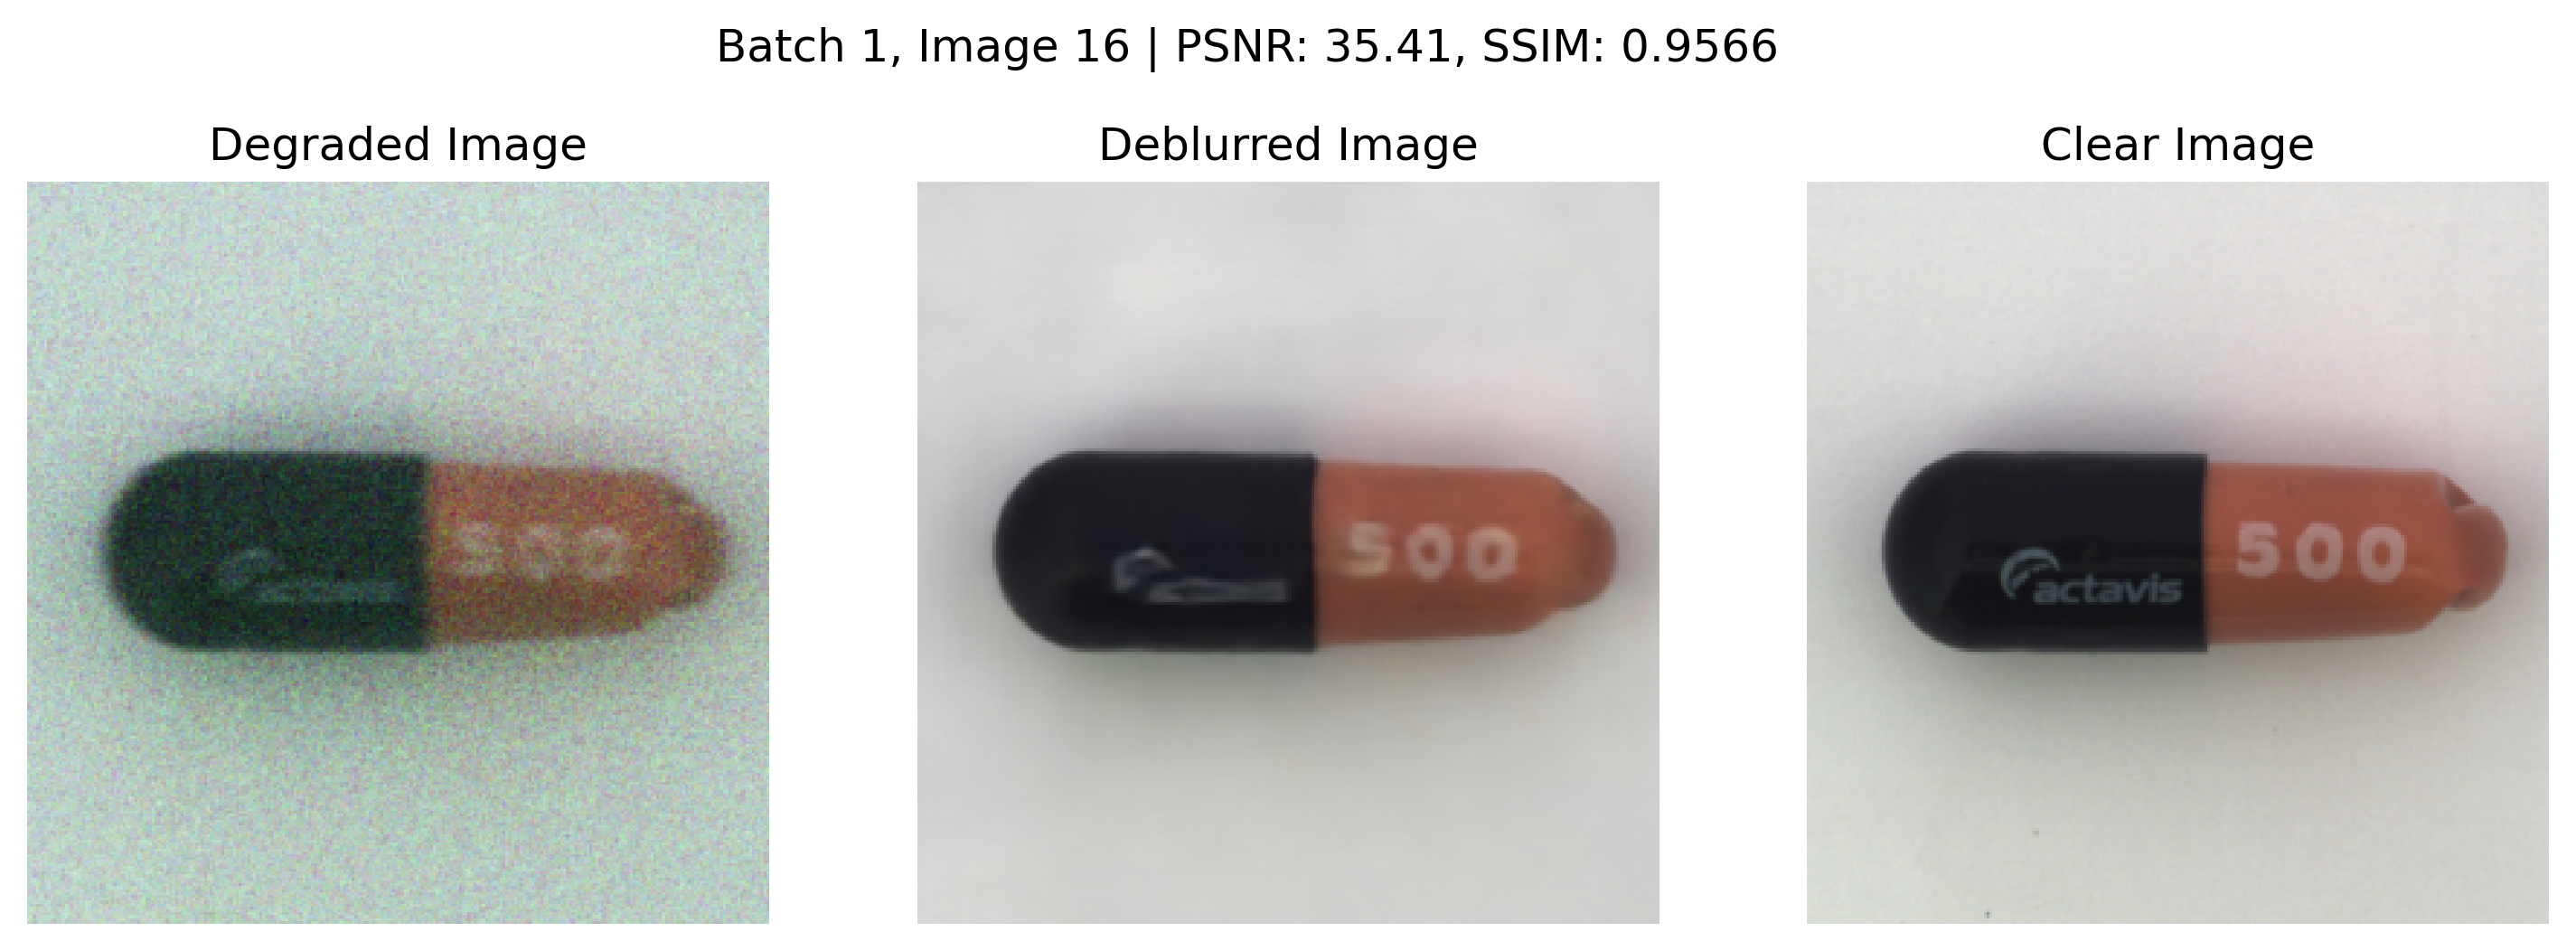 Batch 1, Image 16 | PSNR: 35.41, SSIM: 0.9566
Degraded Image
Deblurred Image
Clear Image
500
500
actavis
500